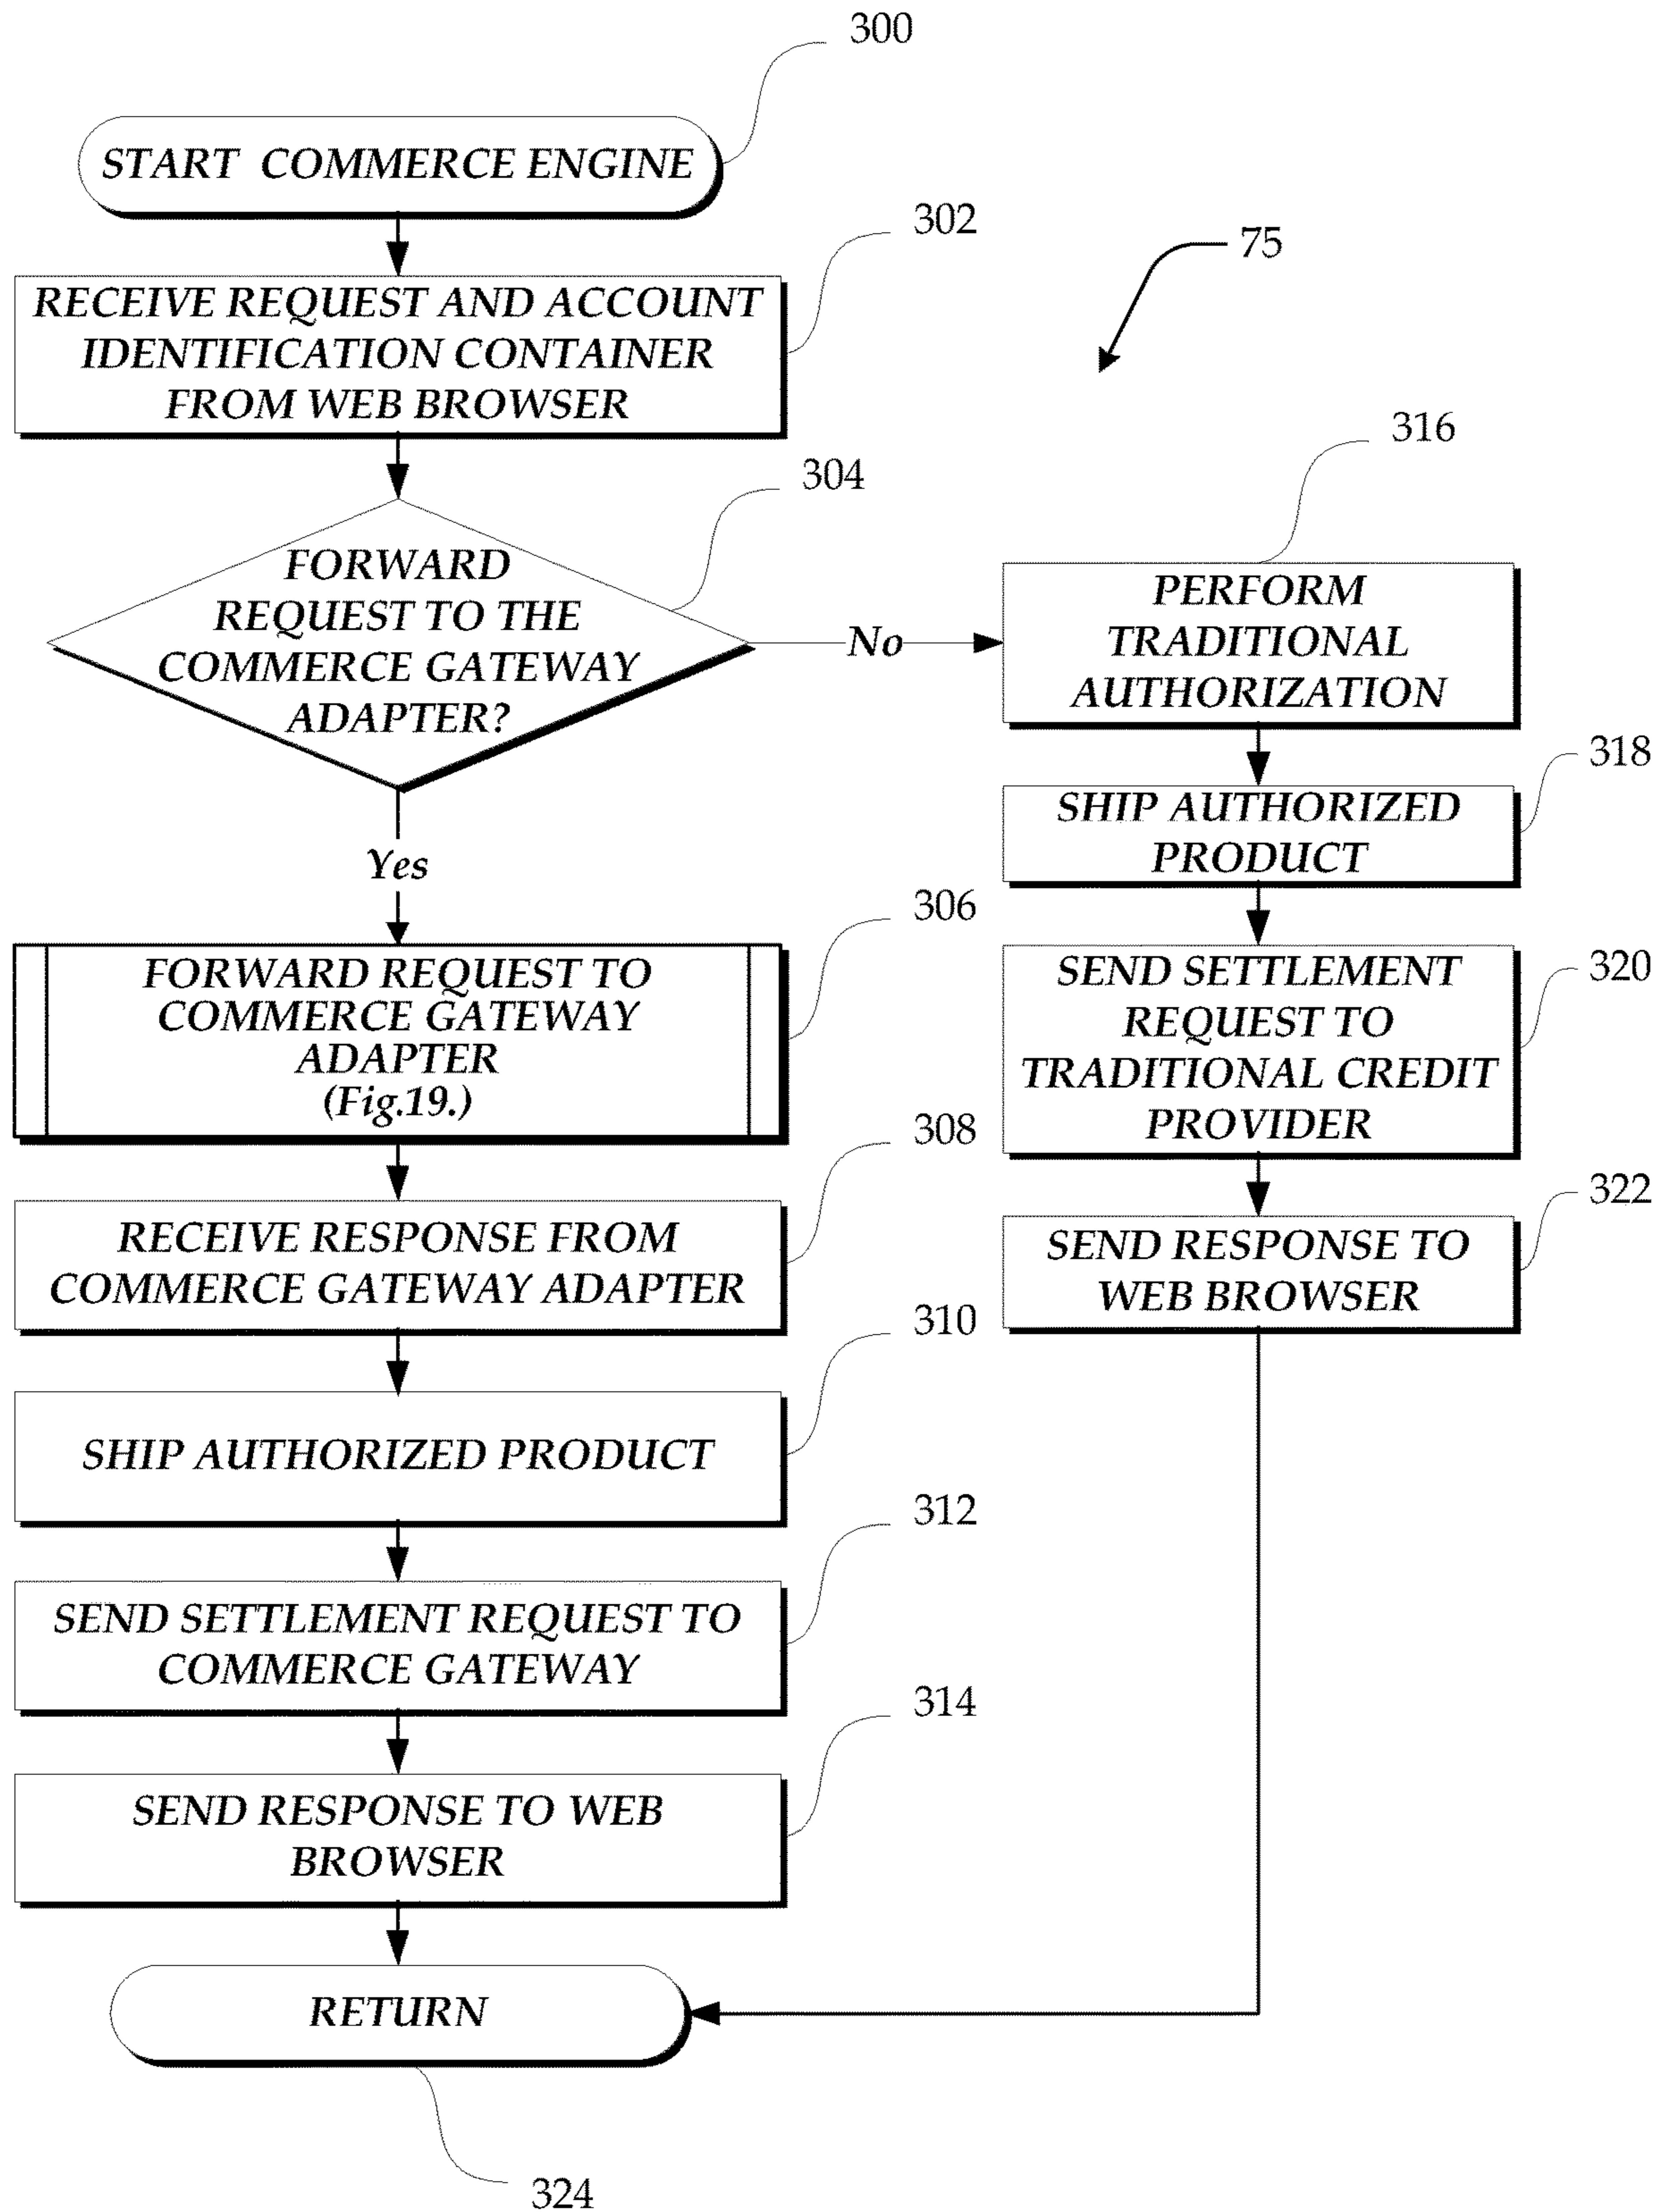 300
START COMMERCE ENGINE
302
RECEIVE REQUEST AND ACCOUNT
IDENTIFICATION CONTAINER
FROM WEB BROWSER
75
304
FORWARD
REQUEST TO THE
COMMERCE GATEWAY
ADAPTER?
No
Yes
306
FORWARD REQUEST TO
COMMERCE GATEWAY
ADAPTER
(Fig.19.)
308
RECEIVE RESPONSE FROM
COMMERCE GATEWAY ADAPTER
310
SHIP AUTHORIZED PRODUCT
312
SEND SETTLEMENT REQUEST TO
COMMERCE GATEWAY
314
SEND RESPONSE TO WEB
BROWSER
316
PERFORM
TRADITIONAL
AUTHORIZATION
318
SHIP AUTHORIZED
PRODUCT
320
SEND SETTLEMENT
REQUEST TO
TRADITIONAL CREDIT
PROVIDER
322
SEND RESPONSE TO
WEB BROWSER
RETURN
324